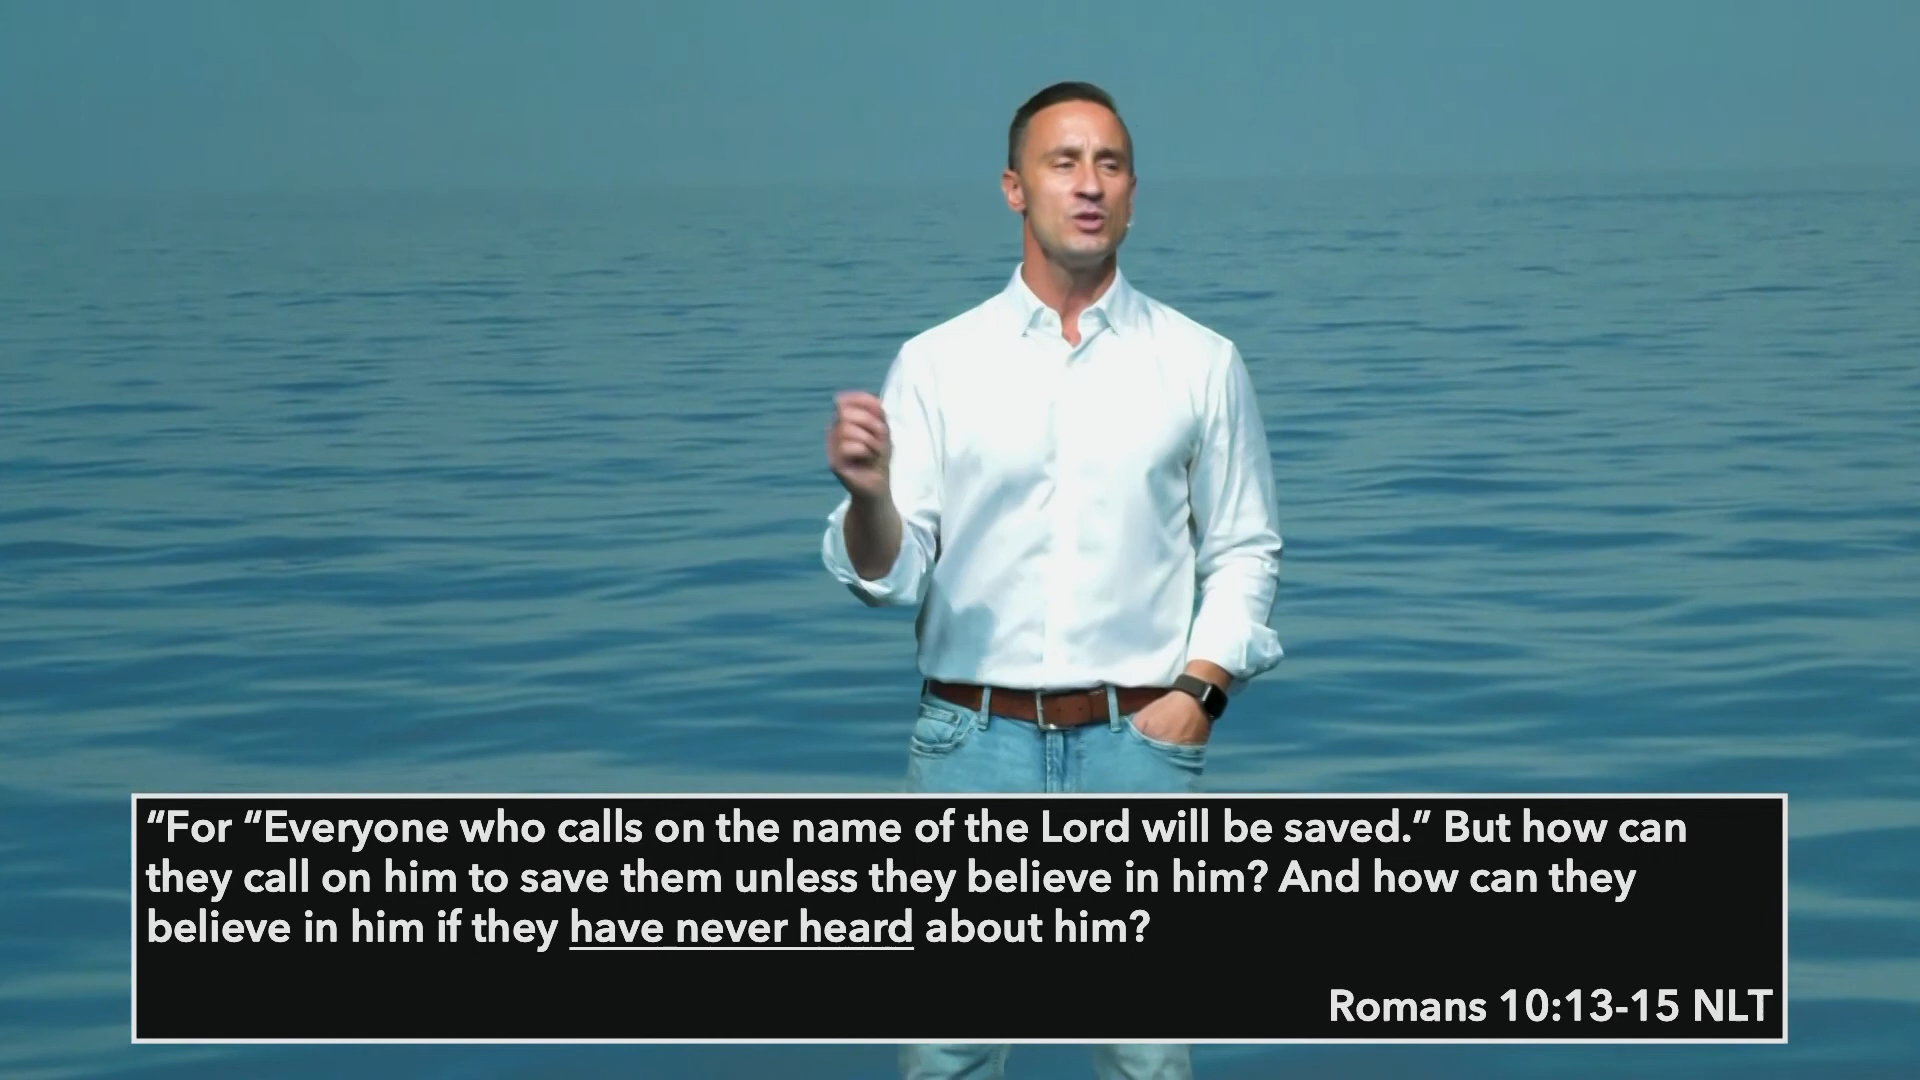 “For “Everyone who calls on the name of the Lord will be saved.” But how can
they call on him to save them unless they believe in him? And how can they
believe in him if they have never heard about him?
Romans 10:13-15 NLT